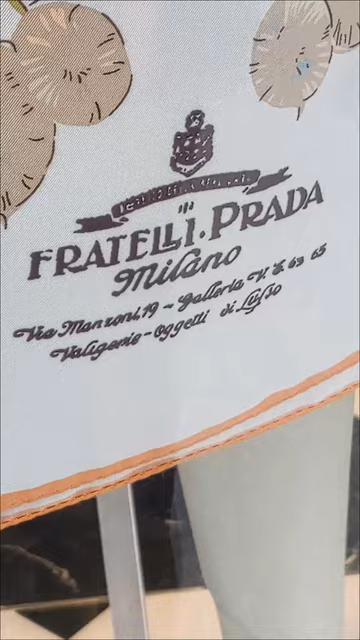 FRATELLI.PRADA
Milano
Via Manzoni,19 - Galleria V. E. 63 65
Valigerie-Oggetti di Lusso